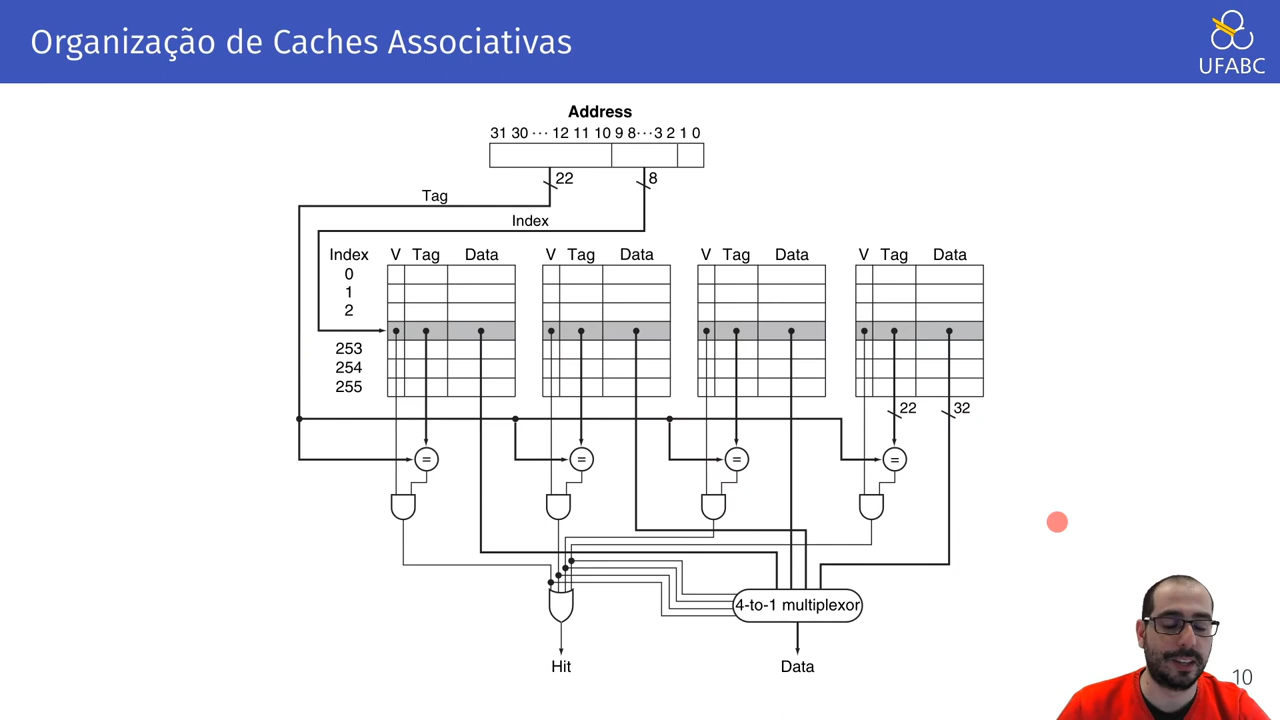 Organização de Caches Associativas
UFABC
Address
31 30 ··· 12 11 10 9 8···3 2 1 0
22
8
Tag
Index
Index V Tag Data V Tag Data V Tag Data V Tag Data
0
1
2
253
254
255
22
32
= = = =
4-to-1 multiplexor
Hit
Data
10